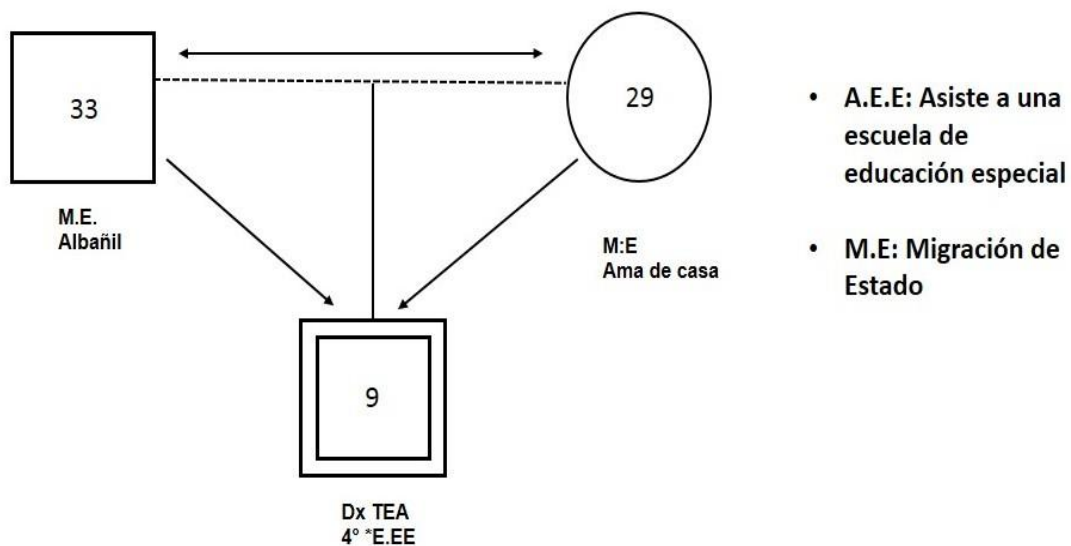 33
29
M.E.
Albañil
M:E
Ama de casa
9
Dx TEA
4º *E.EE
• A.E.E: Asiste a una
escuela de
educación especial
• M.E: Migración de
Estado